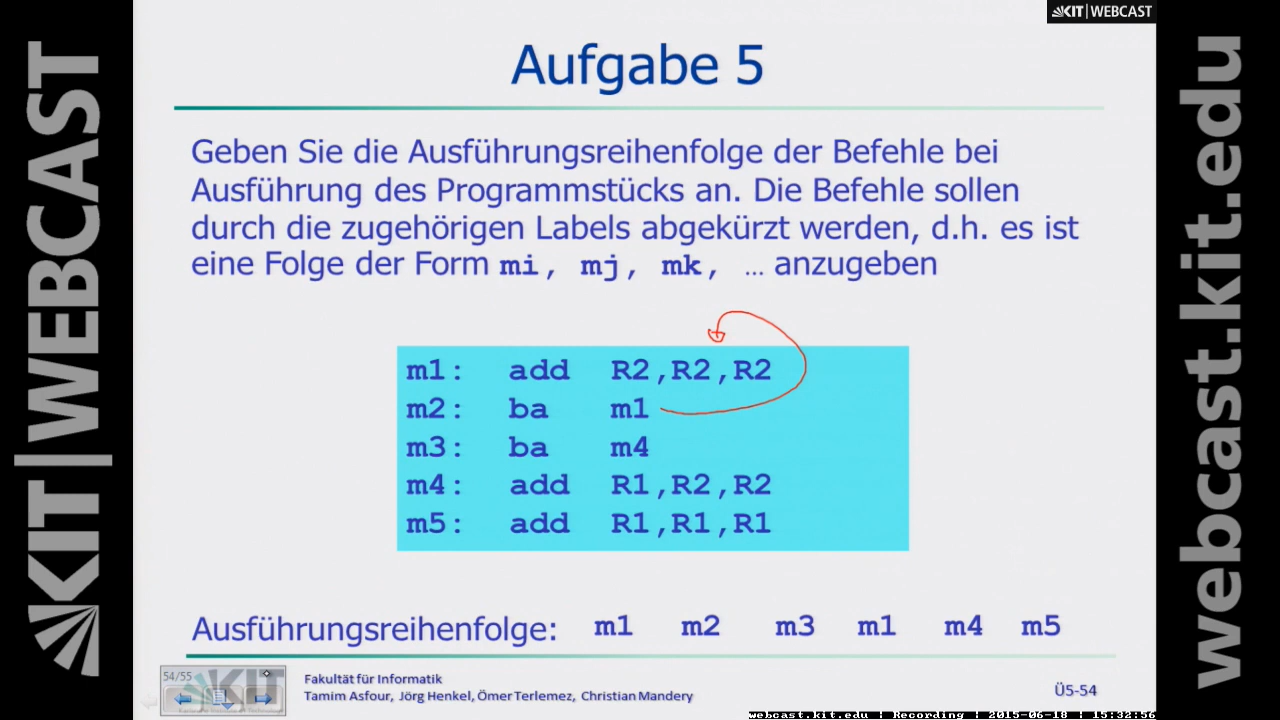 KIT|WEBCAST
KIT|WEBCAST
webcast.kit.edu
Aufgabe 5
Geben Sie die Ausführungsreihenfolge der Befehle bei
Ausführung des Programmstücks an. Die Befehle sollen
durch die zugehörigen Labels abgekürzt werden, d.h. es ist
eine Folge der Form mi, mj, mk, … anzugeben
m1: add R2,R2,R2
m2: ba m1
m3: ba m4
m4: add R1,R2,R2
m5: add R1,R1,R1
Ausführungsreihenfolge: m1 m2 m3 m1 m4 m5
54/55
KIT
Fakultät für Informatik
Tamim Asfour, Jörg Henkel, Ömer Terlemez, Christian Mandery
Ü5-54
webcast.kit.edu | Recording | 2015-06-18 | 15:32:56